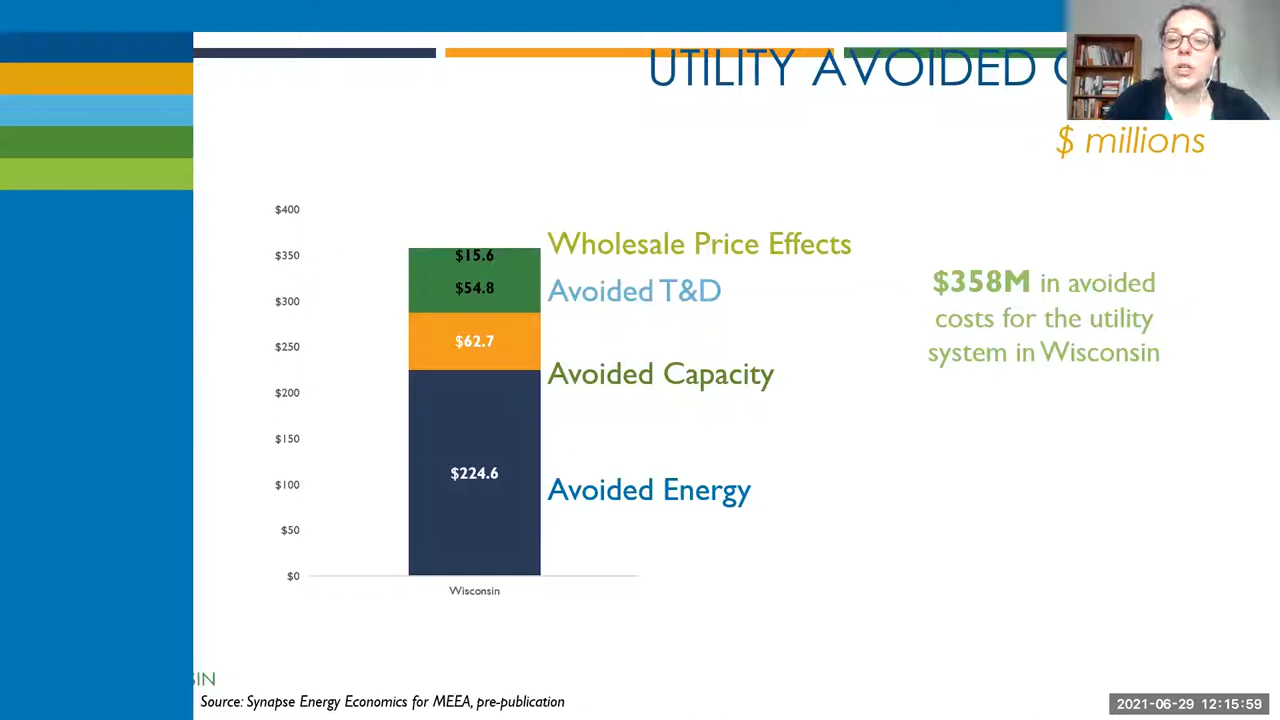 UTILITY AVOIDED
$ millions
$400
$350
$300
$250
$200
$150
$100
$50
$0
$15.6
$54.8
$62.7
$224.6
Wisconsin
Wholesale Price Effects
Avoided T&D
Avoided Capacity
Avoided Energy
$358M in avoided
costs for the utility
system in Wisconsin
SIN
Source: Synapse Energy Economics for MEEA, pre-publication
2021-06-29 12:15:59